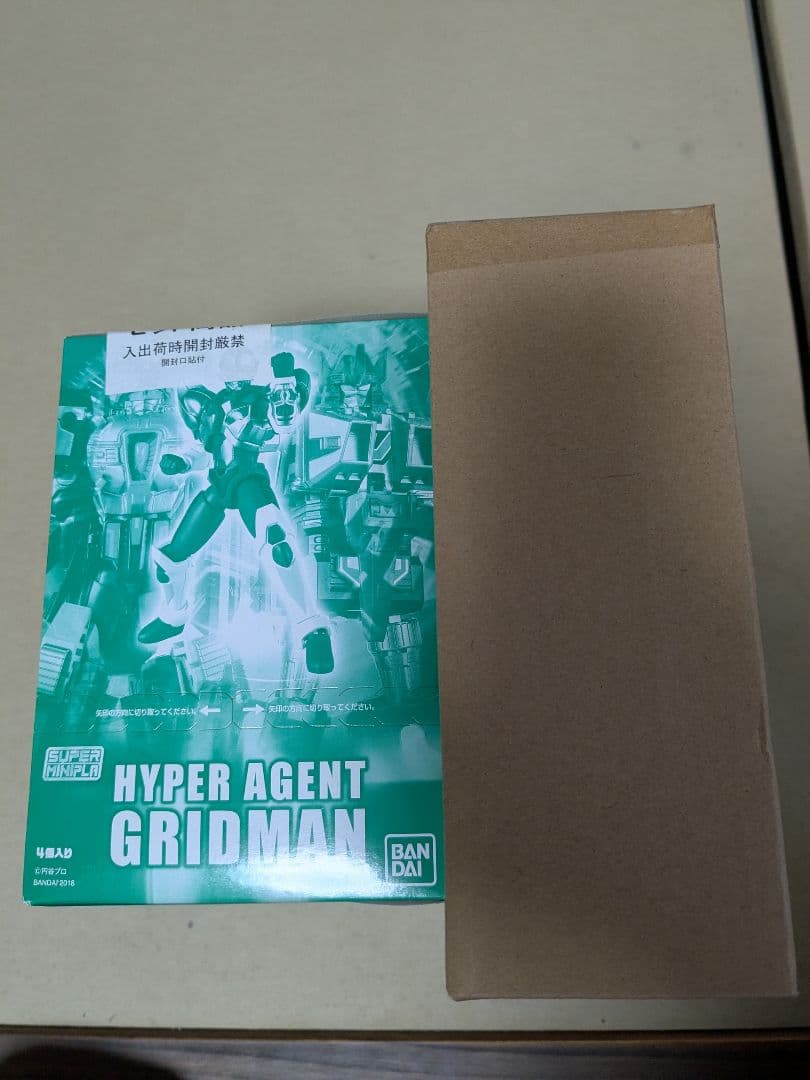 入出荷時開封厳禁
開封口貼付
矢印の方向に切り取ってください。
矢印の方向に切り取ってください。
SUPER
MINIPLA
HYPER AGENT
GRIDMAN
4個入り
©円谷プロ
BANDAI 2018
BAN
DAI